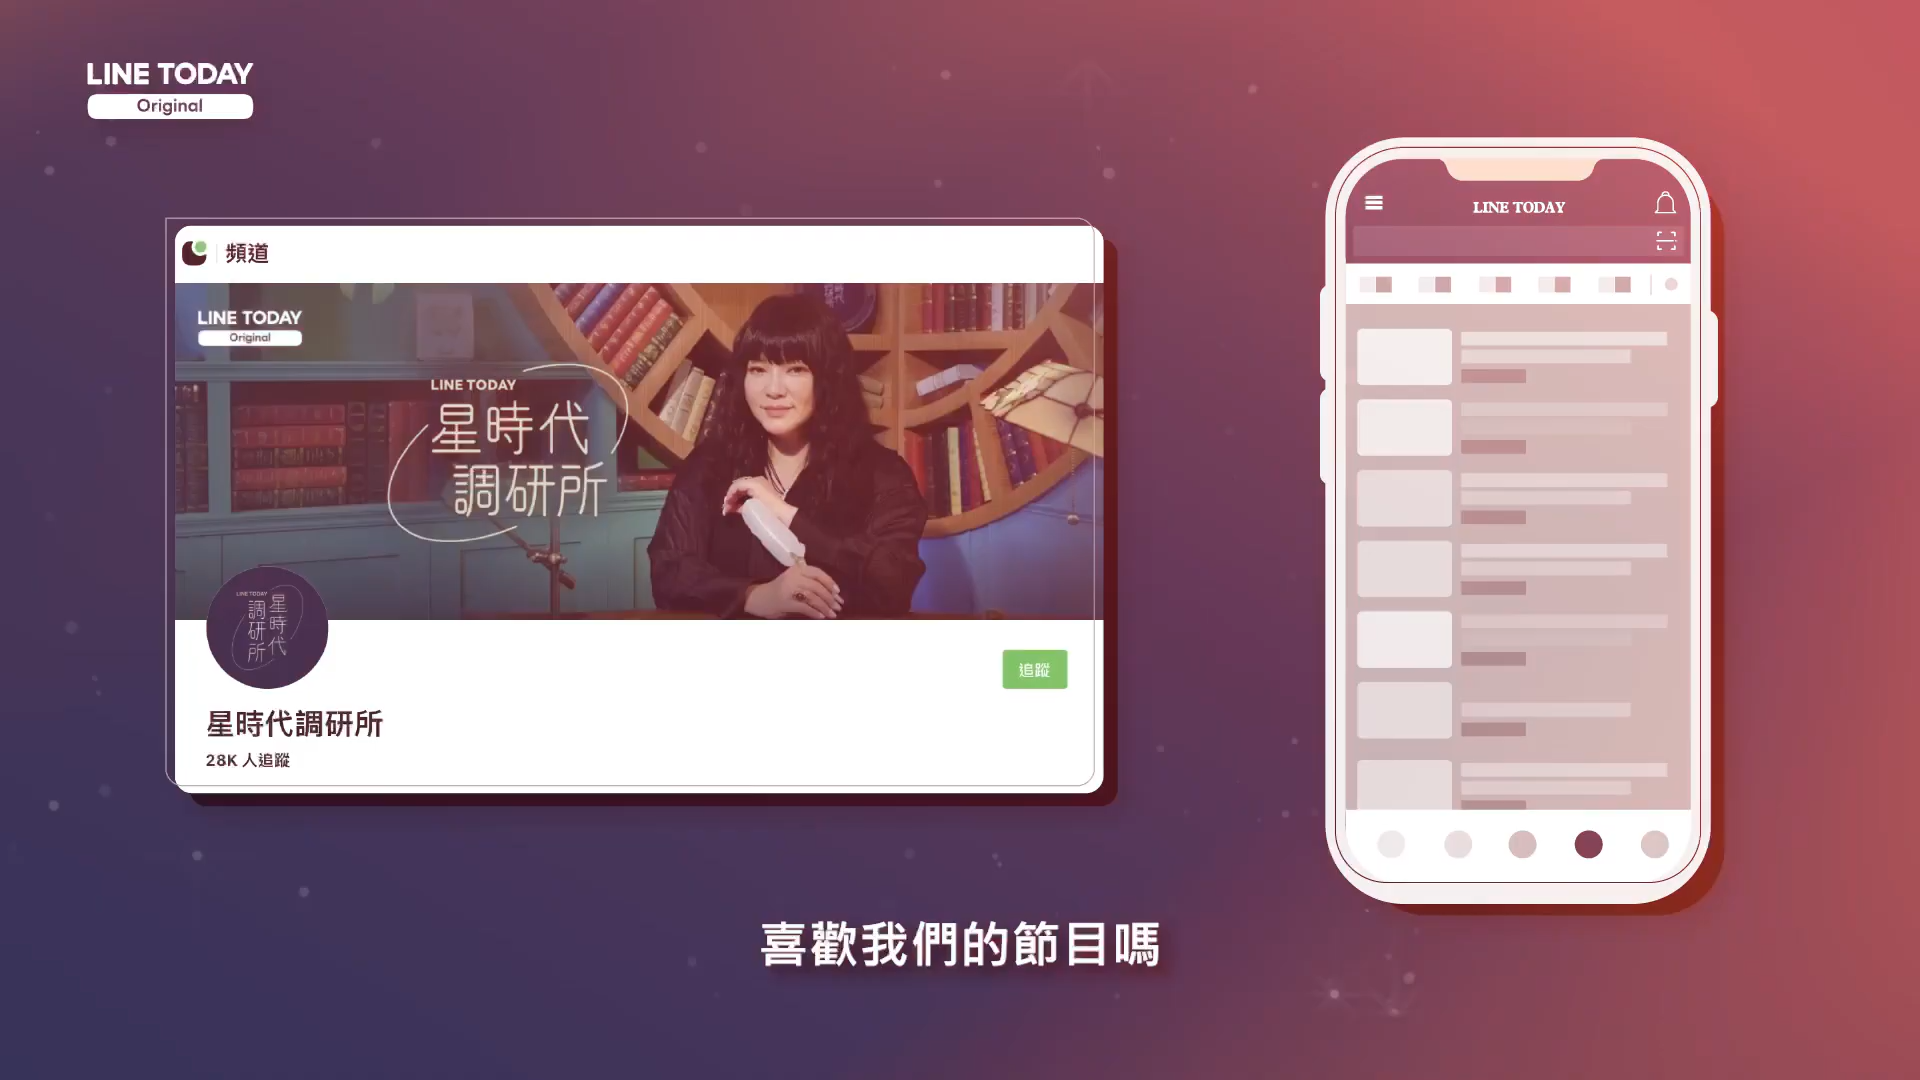 LINE TODAY
Original
頻道
LINE TODAY
Original
LINE TODAY
星時代
調研所
LINE TODAY
星時代
調研所
星時代調研所
28K 人追蹤
追蹤
LINE TODAY
喜歡我們的節目嗎